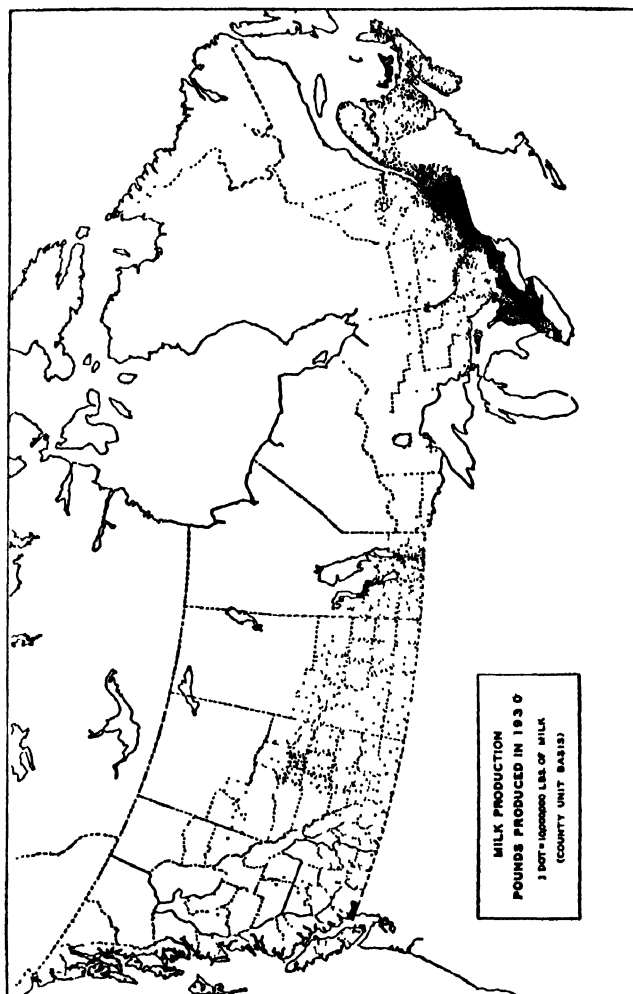 MILK PRODUCTION
POUNDS PRODUCED IN 1930
1 DOT = 10,000,000 LBS OF MILK
(COUNTY UNIT BASIS)